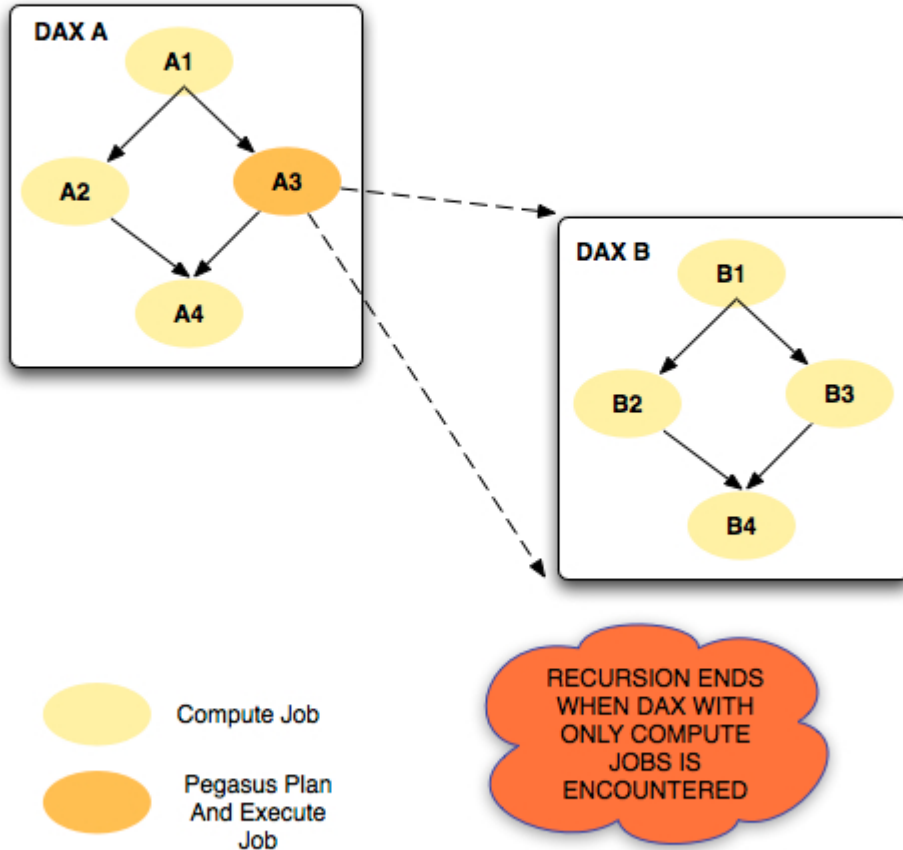 DAX A
A1
A2
A3
A4
DAX B
B1
B2
B3
B4
Compute Job
Pegasus Plan
And Execute
Job
RECURSION ENDS
WHEN DAX WITH
ONLY COMPUTE
JOBS IS
ENCOUNTERED